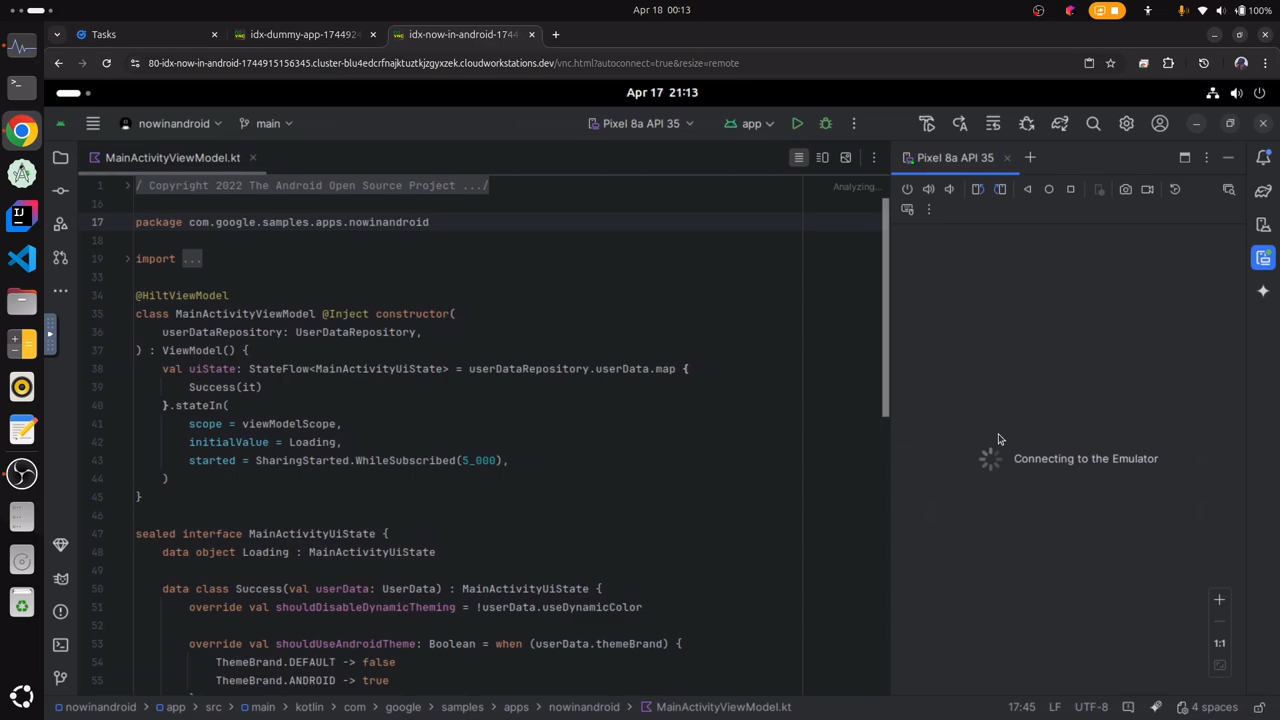 Apr 18 00:13
100%
Tasks
idx-dummy-app-174492
idx-now-in-android-1744
80-idx-now-in-android-1744915156345.cluster-blu4edcrfnajktuztkjzgyxzek.cloudworkstations.dev/vnc.html?autoconnect=true&resize=remote
Apr 17 21:13
nowinandroid
main
Pixel 8a API 35
app
MainActivityViewModel.kt
Pixel 8a API 35
1 / Copyright 2022 The Android Open Source Project .../
Analyzing...
16
17 package com.google.samples.apps.nowinandroid
18
19 import ...
33
34 @HiltViewModel
35 class MainActivityViewModel @Inject constructor(
36 userDataRepository: UserDataRepository,
37 ) : ViewModel() {
38 val uiState: StateFlow<MainActivityUiState> = userDataRepository.userData.map {
39 Success(it)
40 }.stateIn(
41 scope = viewModelScope,
42 initialValue = Loading,
43 started = SharingStarted.WhileSubscribed(5_000),
44 )
45 }
46
47 sealed interface MainActivityUiState {
48 data object Loading : MainActivityUiState
49
50 data class Success(val userData: UserData) : MainActivityUiState {
51 override val shouldDisableDynamicTheming = !userData.useDynamicColor
52
53 override val shouldUseAndroidTheme: Boolean = when (userData.themeBrand) {
54 ThemeBrand.DEFAULT -> false
55 ThemeBrand.ANDROID -> true
Connecting to the Emulator
1:1
nowinandroid > app > src > main > kotlin > com > google > samples > apps > nowinandroid > MainActivityViewModel.kt
17:45 LF UTF-8 4 spaces